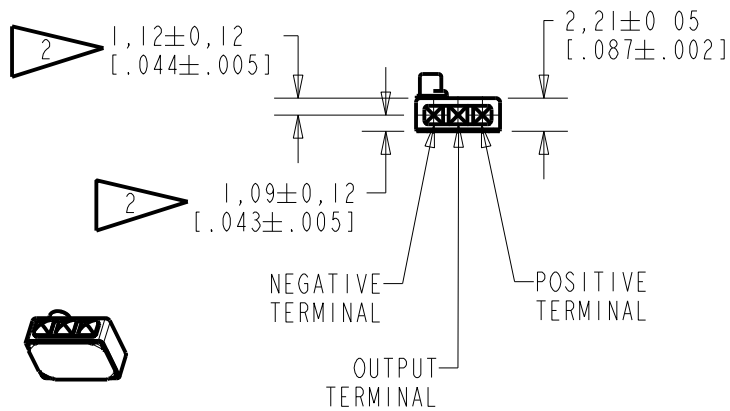 2
1,12±0,12
[.044±.005]
2,21±0 05
[.087±.002]
2
1,09±0,12
[.043±.005]
NEGATIVE
TERMINAL
POSITIVE
TERMINAL
OUTPUT
TERMINAL